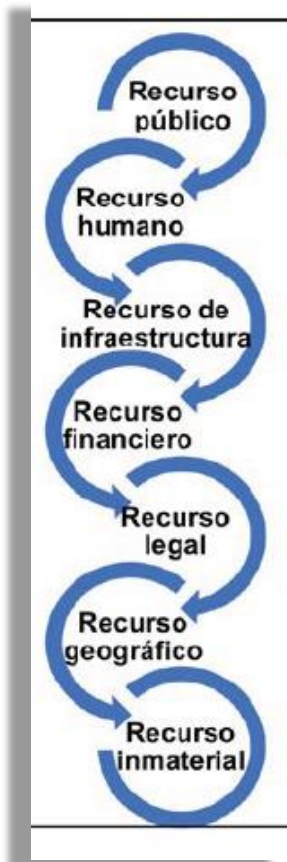 Recurso
público
Recurso
humano
Recurso de
infraestructura
Recurso
financiero
Recurso
legal
Recurso
geográfico
Recurso
inmaterial